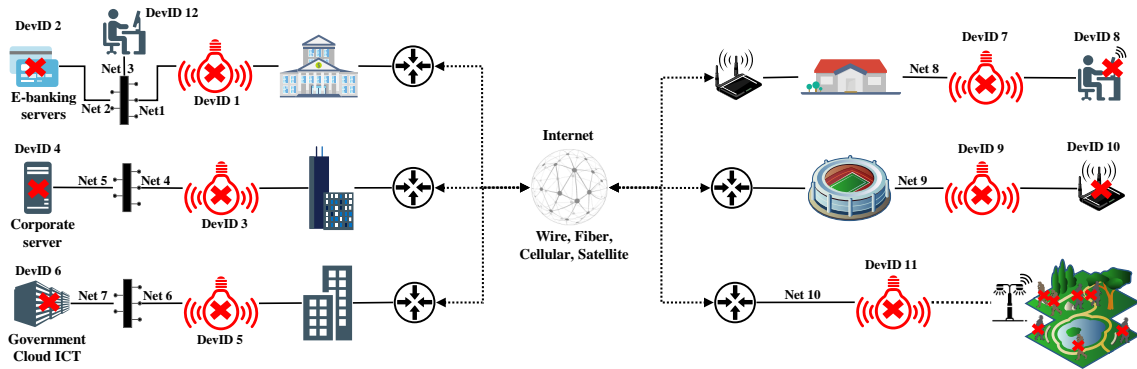 DevID 12
DevID 2
Net 3
Net 2
Net1
DevID 1
E-banking
servers
DevID 4
Net 5
Net 4
DevID 3
Corporate
server
DevID 6
Net 7
Net 6
DevID 5
Government
Cloud ICT
Internet
Wire, Fiber,
Cellular, Satellite
Net 8
DevID 7
DevID 8
Net 9
DevID 9
DevID 10
Net 10
DevID 11